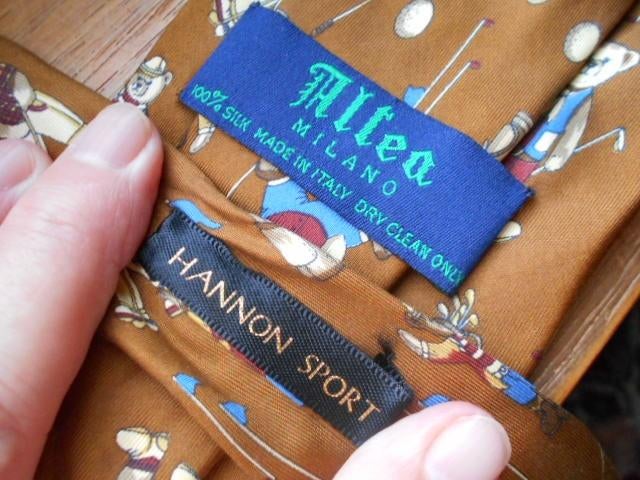 Altea
MILANO
100% SILK MADE IN ITALY DRY CLEAN ONLY
HANNON SPORT